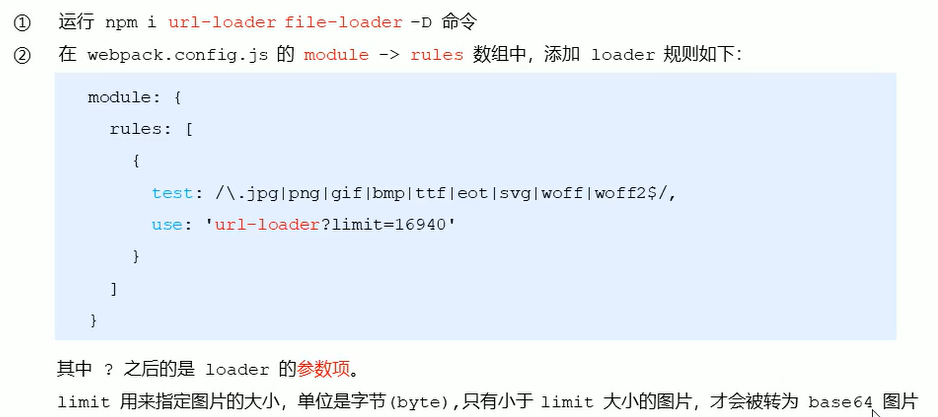 ① 运行 npm i url-loader file-loader -D 命令
② 在 webpack.config.js 的 module -> rules 数组中，添加 loader 规则如下：
module: {
rules: [
{
test: /\.jpg|png|gif|bmp|ttf|eot|svg|woff|woff2$/,
use: 'url-loader?limit=16940'
}
]
}
其中 ? 之后的是 loader 的参数项。
limit 用来指定图片的大小，单位是字节(byte),只有小于 limit 大小的图片，才会被转为 base64 图片